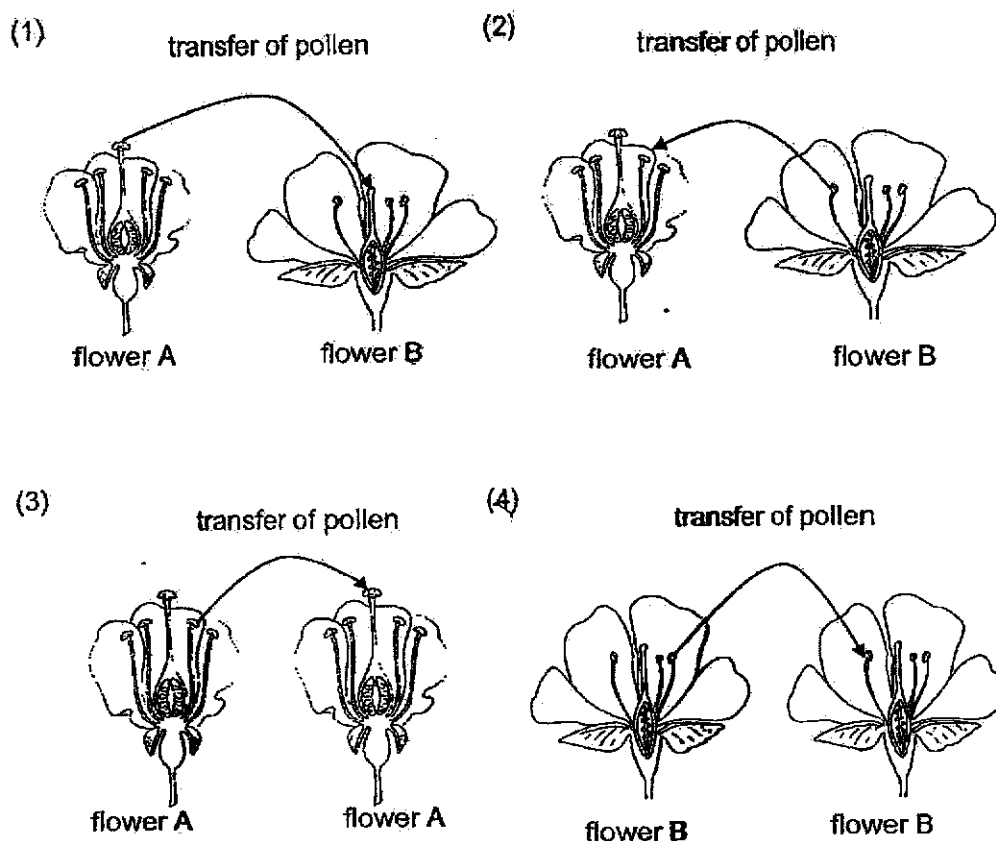 (1)
transfer of pollen
flower A
flower B
(2)
transfer of pollen
flower A
flower B
(3)
transfer of pollen
flower A
flower A
(4)
transfer of pollen
flower B
flower B